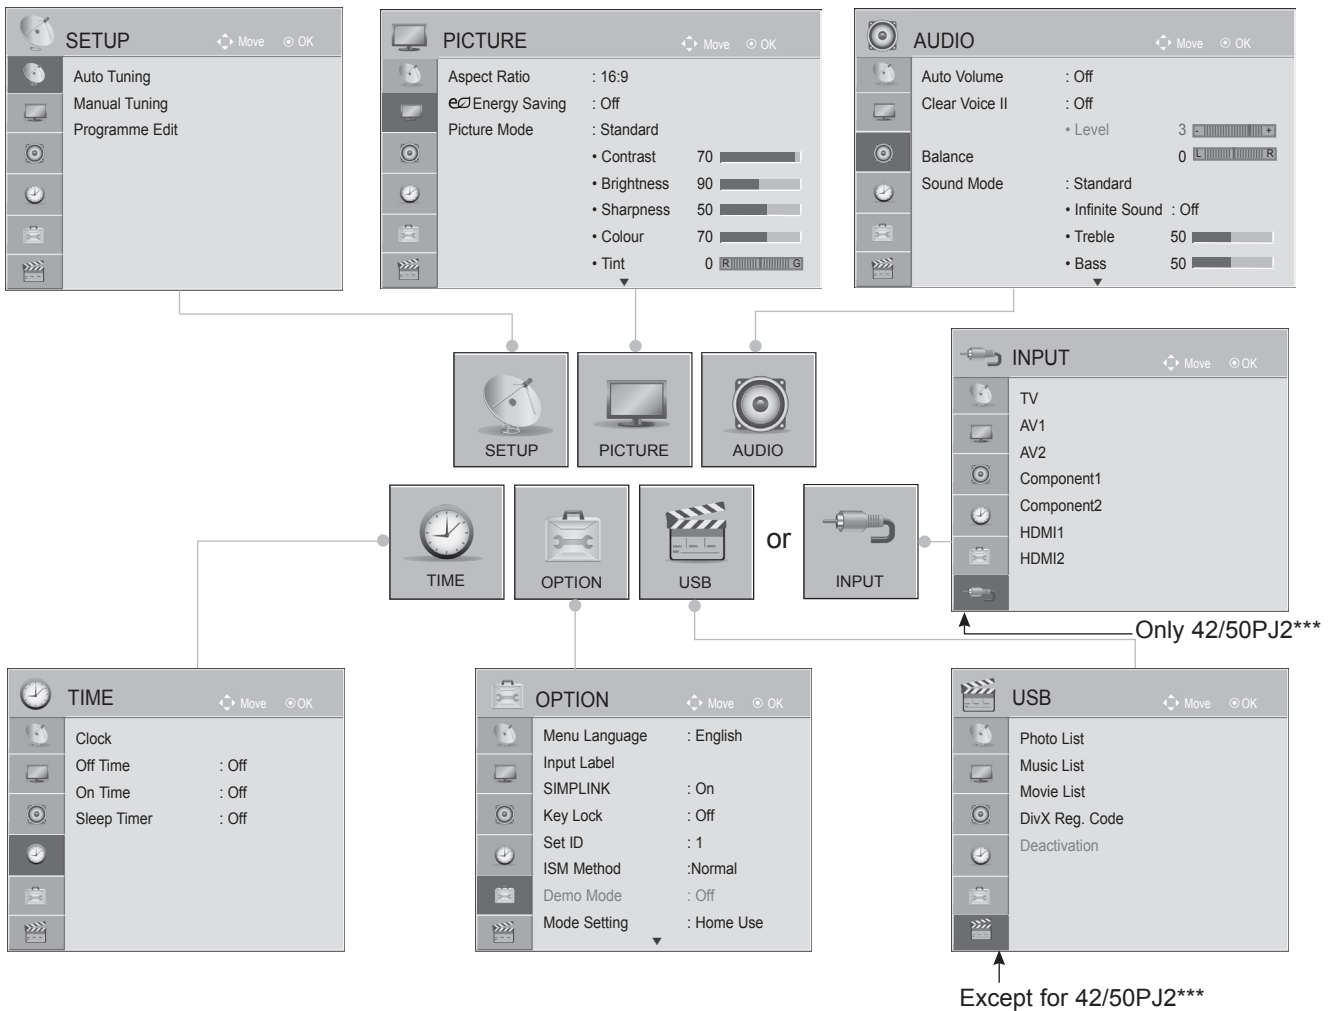 SETUP Move OK
Auto Tuning
Manual Tuning
Programme Edit
PICTURE Move OK
Aspect Ratio : 16:9
Energy Saving : Off
Picture Mode : Standard
• Contrast 70
• Brightness 90
• Sharpness 50
• Colour 70
• Tint 0 R G
AUDIO Move OK
Auto Volume : Off
Clear Voice II : Off
• Level 3 - +
Balance 0 L R
Sound Mode : Standard
• Infinite Sound : Off
• Treble 50
• Bass 50
SETUP
PICTURE
AUDIO
TIME
OPTION
USB
or
INPUT
INPUT Move OK
TV
AV1
AV2
Component1
Component2
HDMI1
HDMI2
Only 42/50PJ2***
TIME Move OK
Clock
Off Time : Off
On Time : Off
Sleep Timer : Off
OPTION Move OK
Menu Language : English
Input Label
SIMPLINK : On
Key Lock : Off
Set ID : 1
ISM Method :Normal
Demo Mode : Off
Mode Setting : Home Use
USB Move OK
Photo List
Music List
Movie List
DivX Reg. Code
Deactivation
Except for 42/50PJ2***